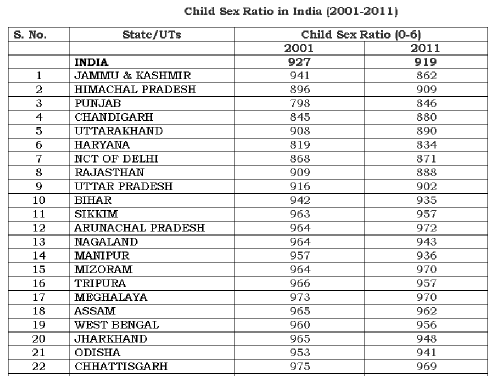 Child Sex Ratio in India (2001-2011)
S. No. State/UTs Child Sex Ratio (0-6)
2001 2011
INDIA 927 919
1 JAMMU & KASHMIR 941 862
2 HIMACHAL PRADESH 896 909
3 PUNJAB 798 846
4 CHANDIGARH 845 880
5 UTTARAKHAND 908 890
6 HARYANA 819 834
7 NCT OF DELHI 868 871
8 RAJASTHAN 909 888
9 UTTAR PRADESH 916 902
10 BIHAR 942 935
11 SIKKIM 963 957
12 ARUNACHAL PRADESH 964 972
13 NAGALAND 964 943
14 MANIPUR 957 936
15 MIZORAM 964 970
16 TRIPURA 966 957
17 MEGHALAYA 973 970
18 ASSAM 965 962
19 WEST BENGAL 960 956
20 JHARKHAND 965 948
21 ODISHA 953 941
22 CHHATTISGARH 975 969